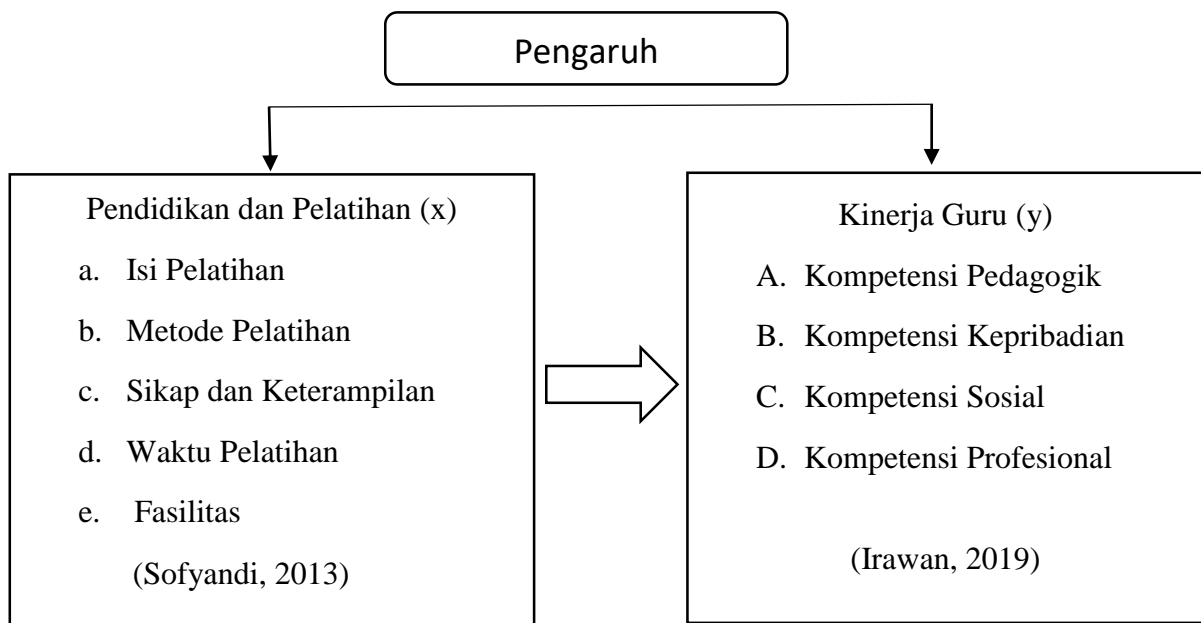 Pengaruh
Pendidikan dan Pelatihan (x)
a. Isi Pelatihan
b. Metode Pelatihan
c. Sikap dan Keterampilan
d. Waktu Pelatihan
e. Fasilitas
(Sofyandi, 2013)
Kinerja Guru (y)
A. Kompetensi Pedagogik
B. Kompetensi Kepribadian
C. Kompetensi Sosial
D. Kompetensi Profesional
(Irawan, 2019)